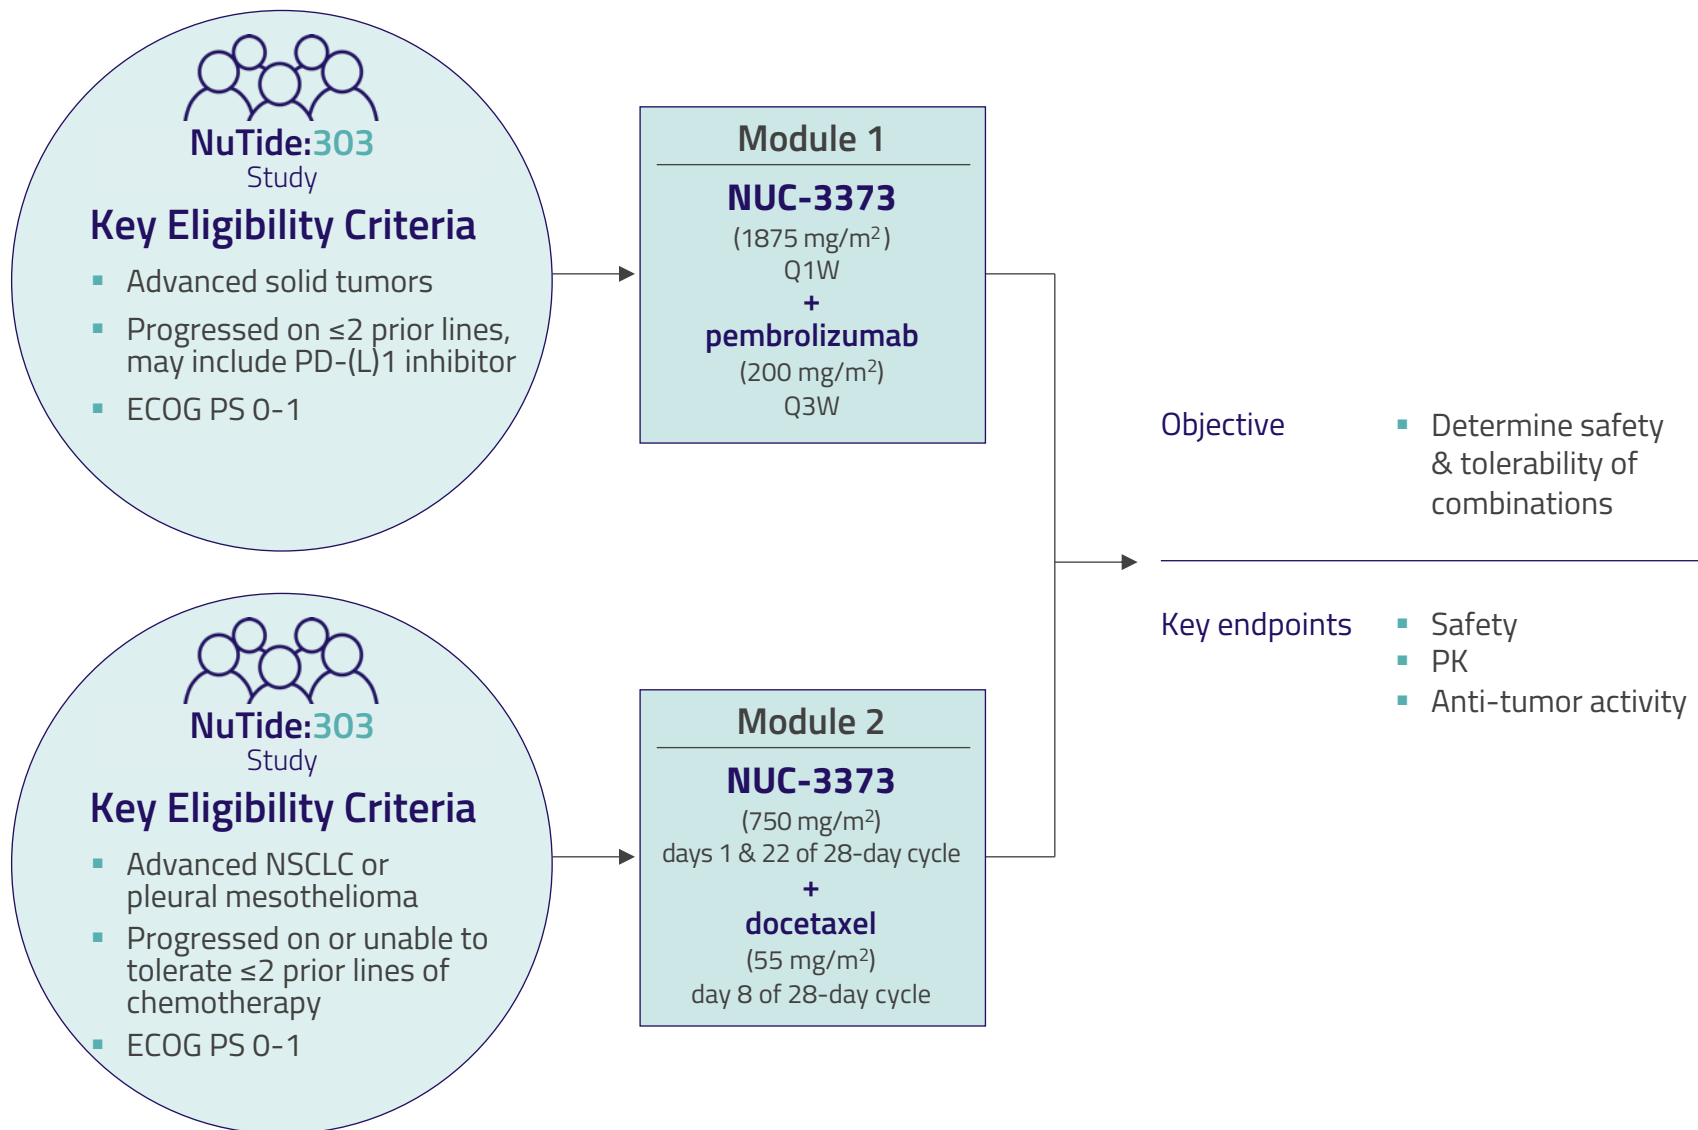 NuTide:303
Study
Key Eligibility Criteria
▪ Advanced solid tumors
▪ Progressed on ≤2 prior lines,
may include PD-(L)1 inhibitor
▪ ECOG PS 0-1
Module 1
NUC-3373
(1875 mg/m²)
Q1W
+
pembrolizumab
(200 mg/m²)
Q3W
NuTide:303
Study
Key Eligibility Criteria
▪ Advanced NSCLC or
pleural mesothelioma
▪ Progressed on or unable to
tolerate ≤2 prior lines of
chemotherapy
▪ ECOG PS 0-1
Module 2
NUC-3373
(750 mg/m²)
days 1 & 22 of 28-day cycle
+
docetaxel
(55 mg/m²)
day 8 of 28-day cycle
Objective
▪ Determine safety
& tolerability of
combinations
Key endpoints
▪ Safety
▪ PK
▪ Anti-tumor activity